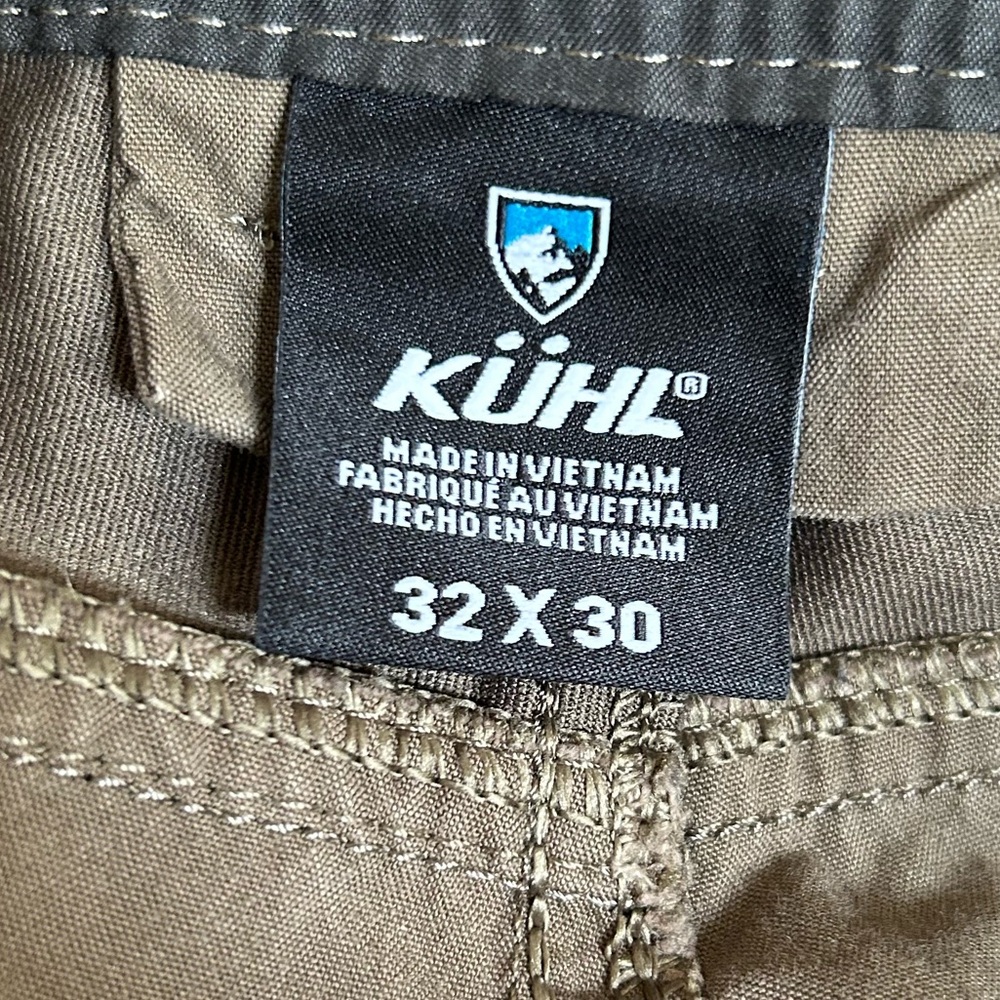 KÜHL®
MADE IN VIETNAM
FABRIQUÉ AU VIETNAM
HECHO EN VIETNAM
32 X 30